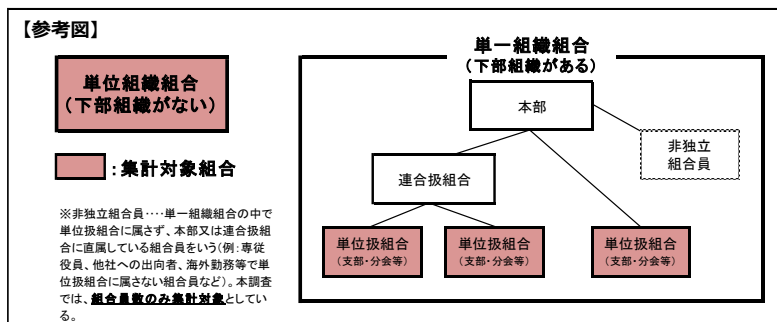 【参考図】
単位組織組合
（下部組織がない）
：集計対象組合
※非独立組合員‥‥単一組織組合の中で
単位扱組合に属さず、本部又は連合扱組
合に直属している組合員をいう（例：専従
役員、他社への出向者、海外勤務等で単
位扱組合に属さない組合員など）。本調査
では、組合員数のみ集計対象としてい
る。
単一組織組合
（下部組織がある）
本部
非独立
組合員
連合扱組合
単位扱組合
（支部・分会等）
単位扱組合
（支部・分会等）
単位扱組合
（支部・分会等）